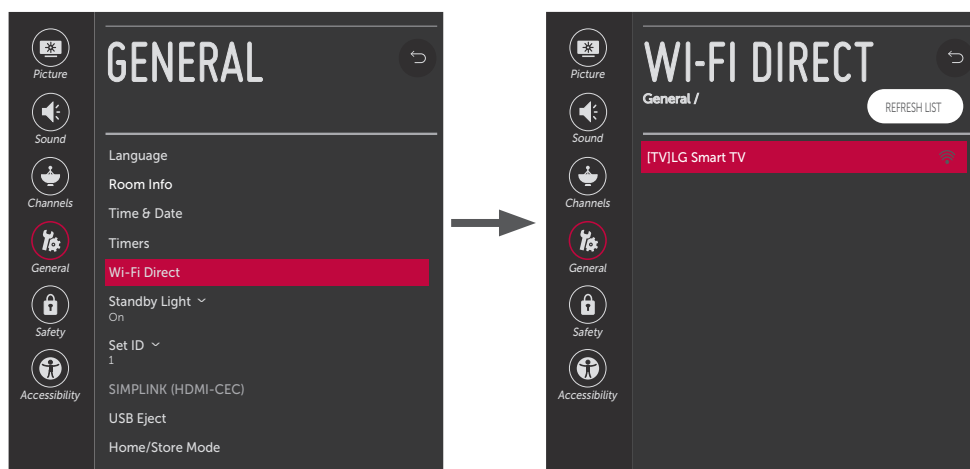 GENERAL
Picture
Sound
Channels
General
Safety
Accessibility
Language
Room Info
Time & Date
Timers
Wi-Fi Direct
Standby Light
On
Set ID
1
SIMPLINK (HDMI-CEC)
USB Eject
Home/Store Mode
WI-FI DIRECT
General /
REFRESH LIST
Picture
Sound
Channels
General
Safety
Accessibility
[TV]LG Smart TV